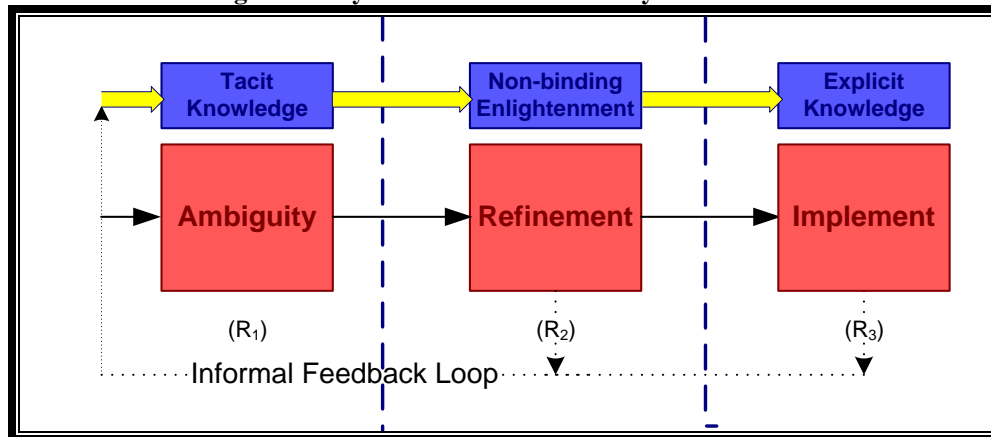 Tacit
Knowledge
Non-binding
Enlightenment
Explicit
Knowledge
Ambiguity
Refinement
Implement
(R₁)
(R₂)
(R₃)
Informal Feedback Loop